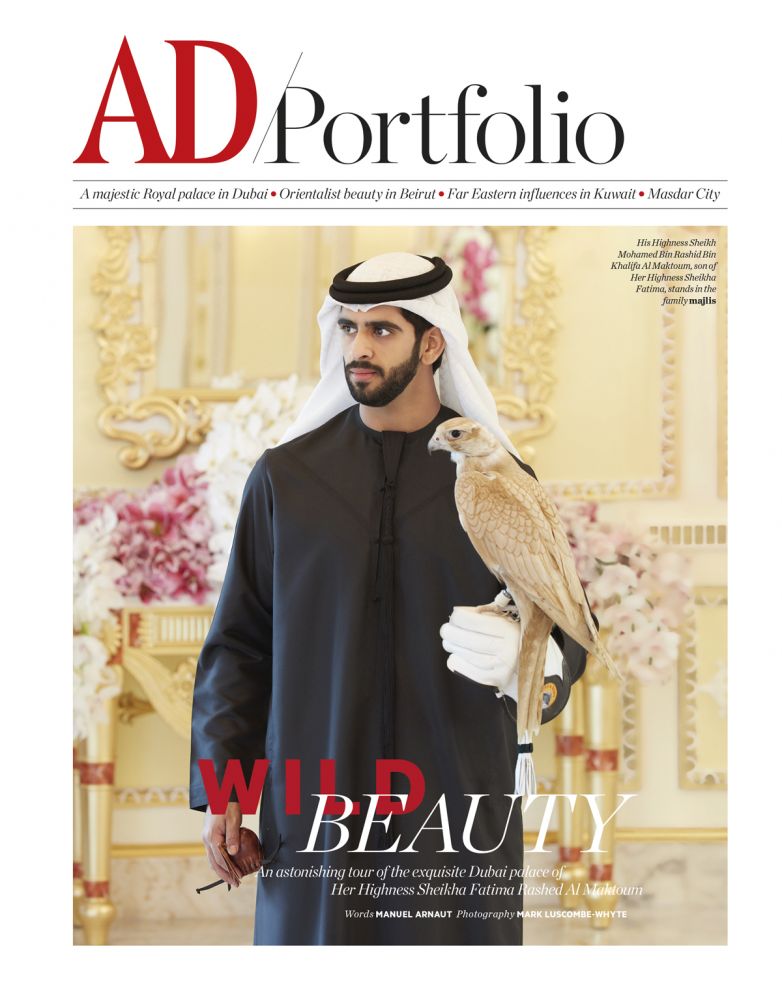 AD/Portfolio
A majestic Royal palace in Dubai • Orientalist beauty in Beirut • Far Eastern influences in Kuwait • Masdar City
His Highness Sheikh
Mohamed Bin Rashid Bin
Khalifa Al Maktoum, son of
Her Highness Sheikha
Fatima, stands in the
family majlis
WILD
BEAUTY
An astonishing tour of the exquisite Dubai palace of
Her Highness Sheikha Fatima Rashed Al Maktoum
Words MANUEL ARNAUT Photography MARK LUSCOMBE-WHYTE